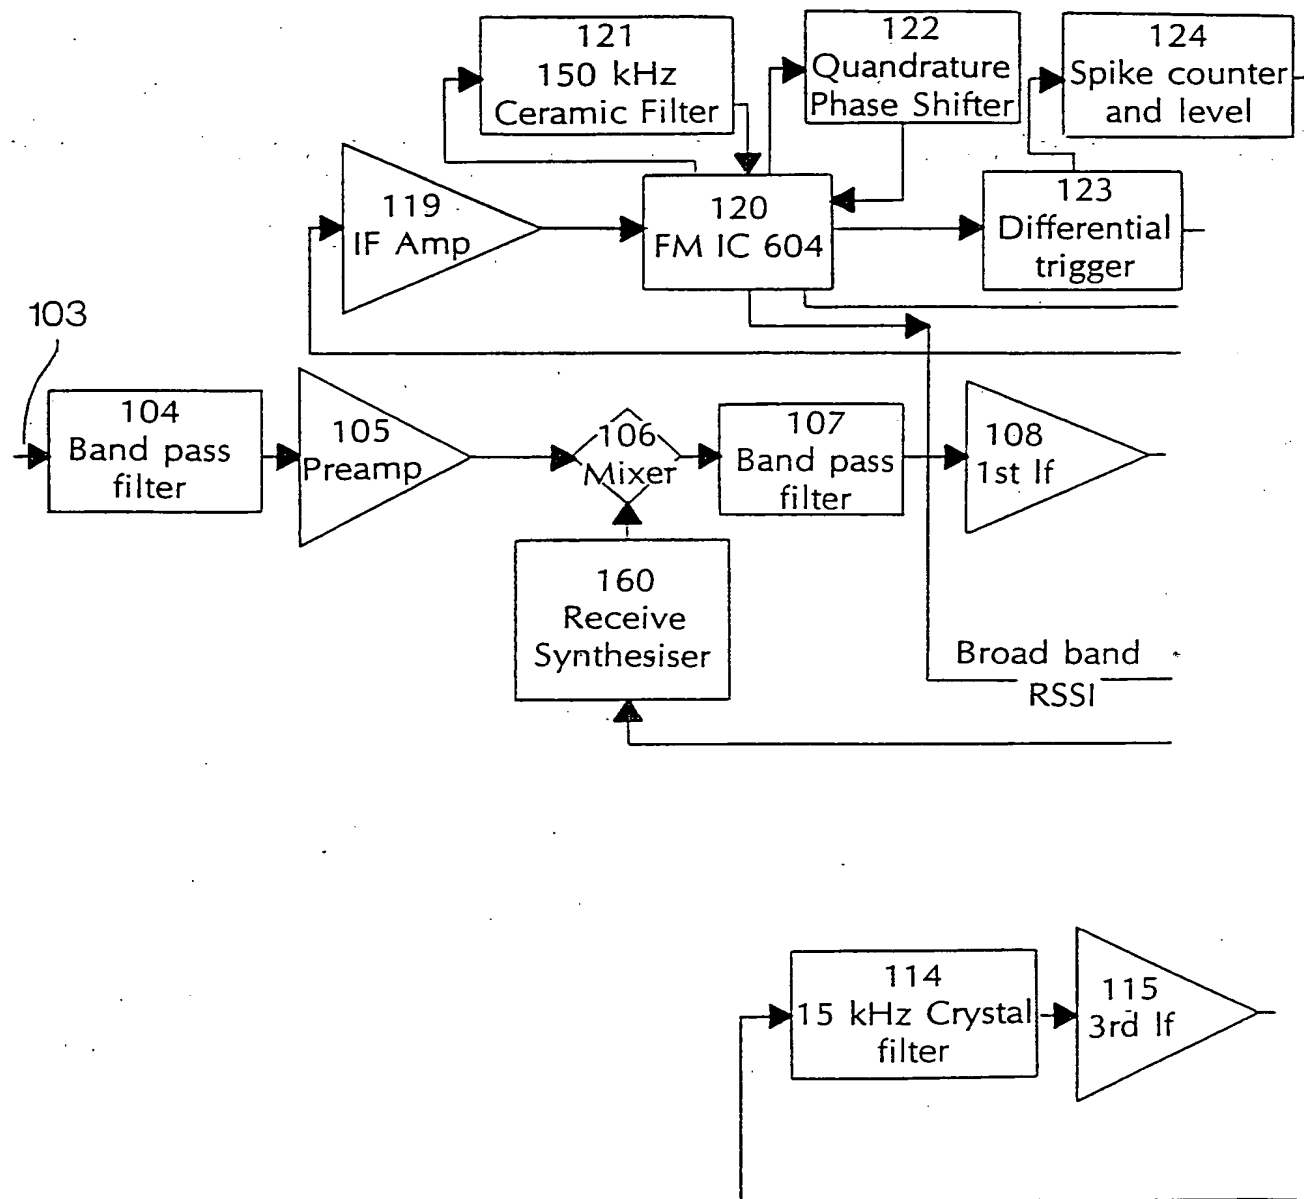 121
150 kHz
Ceramic Filter
122
Quandrature
Phase Shifter
124
Spike counter
and level
119
IF Amp
120
FM IC 604
123
Differential
trigger
103
104
Band pass
filter
105
Preamp
106
Mixer
107
Band pass
filter
108
1st If
160
Receive
Synthesiser
Broad band
RSSI
114
15 kHz Crystal
filter
115
3rd If